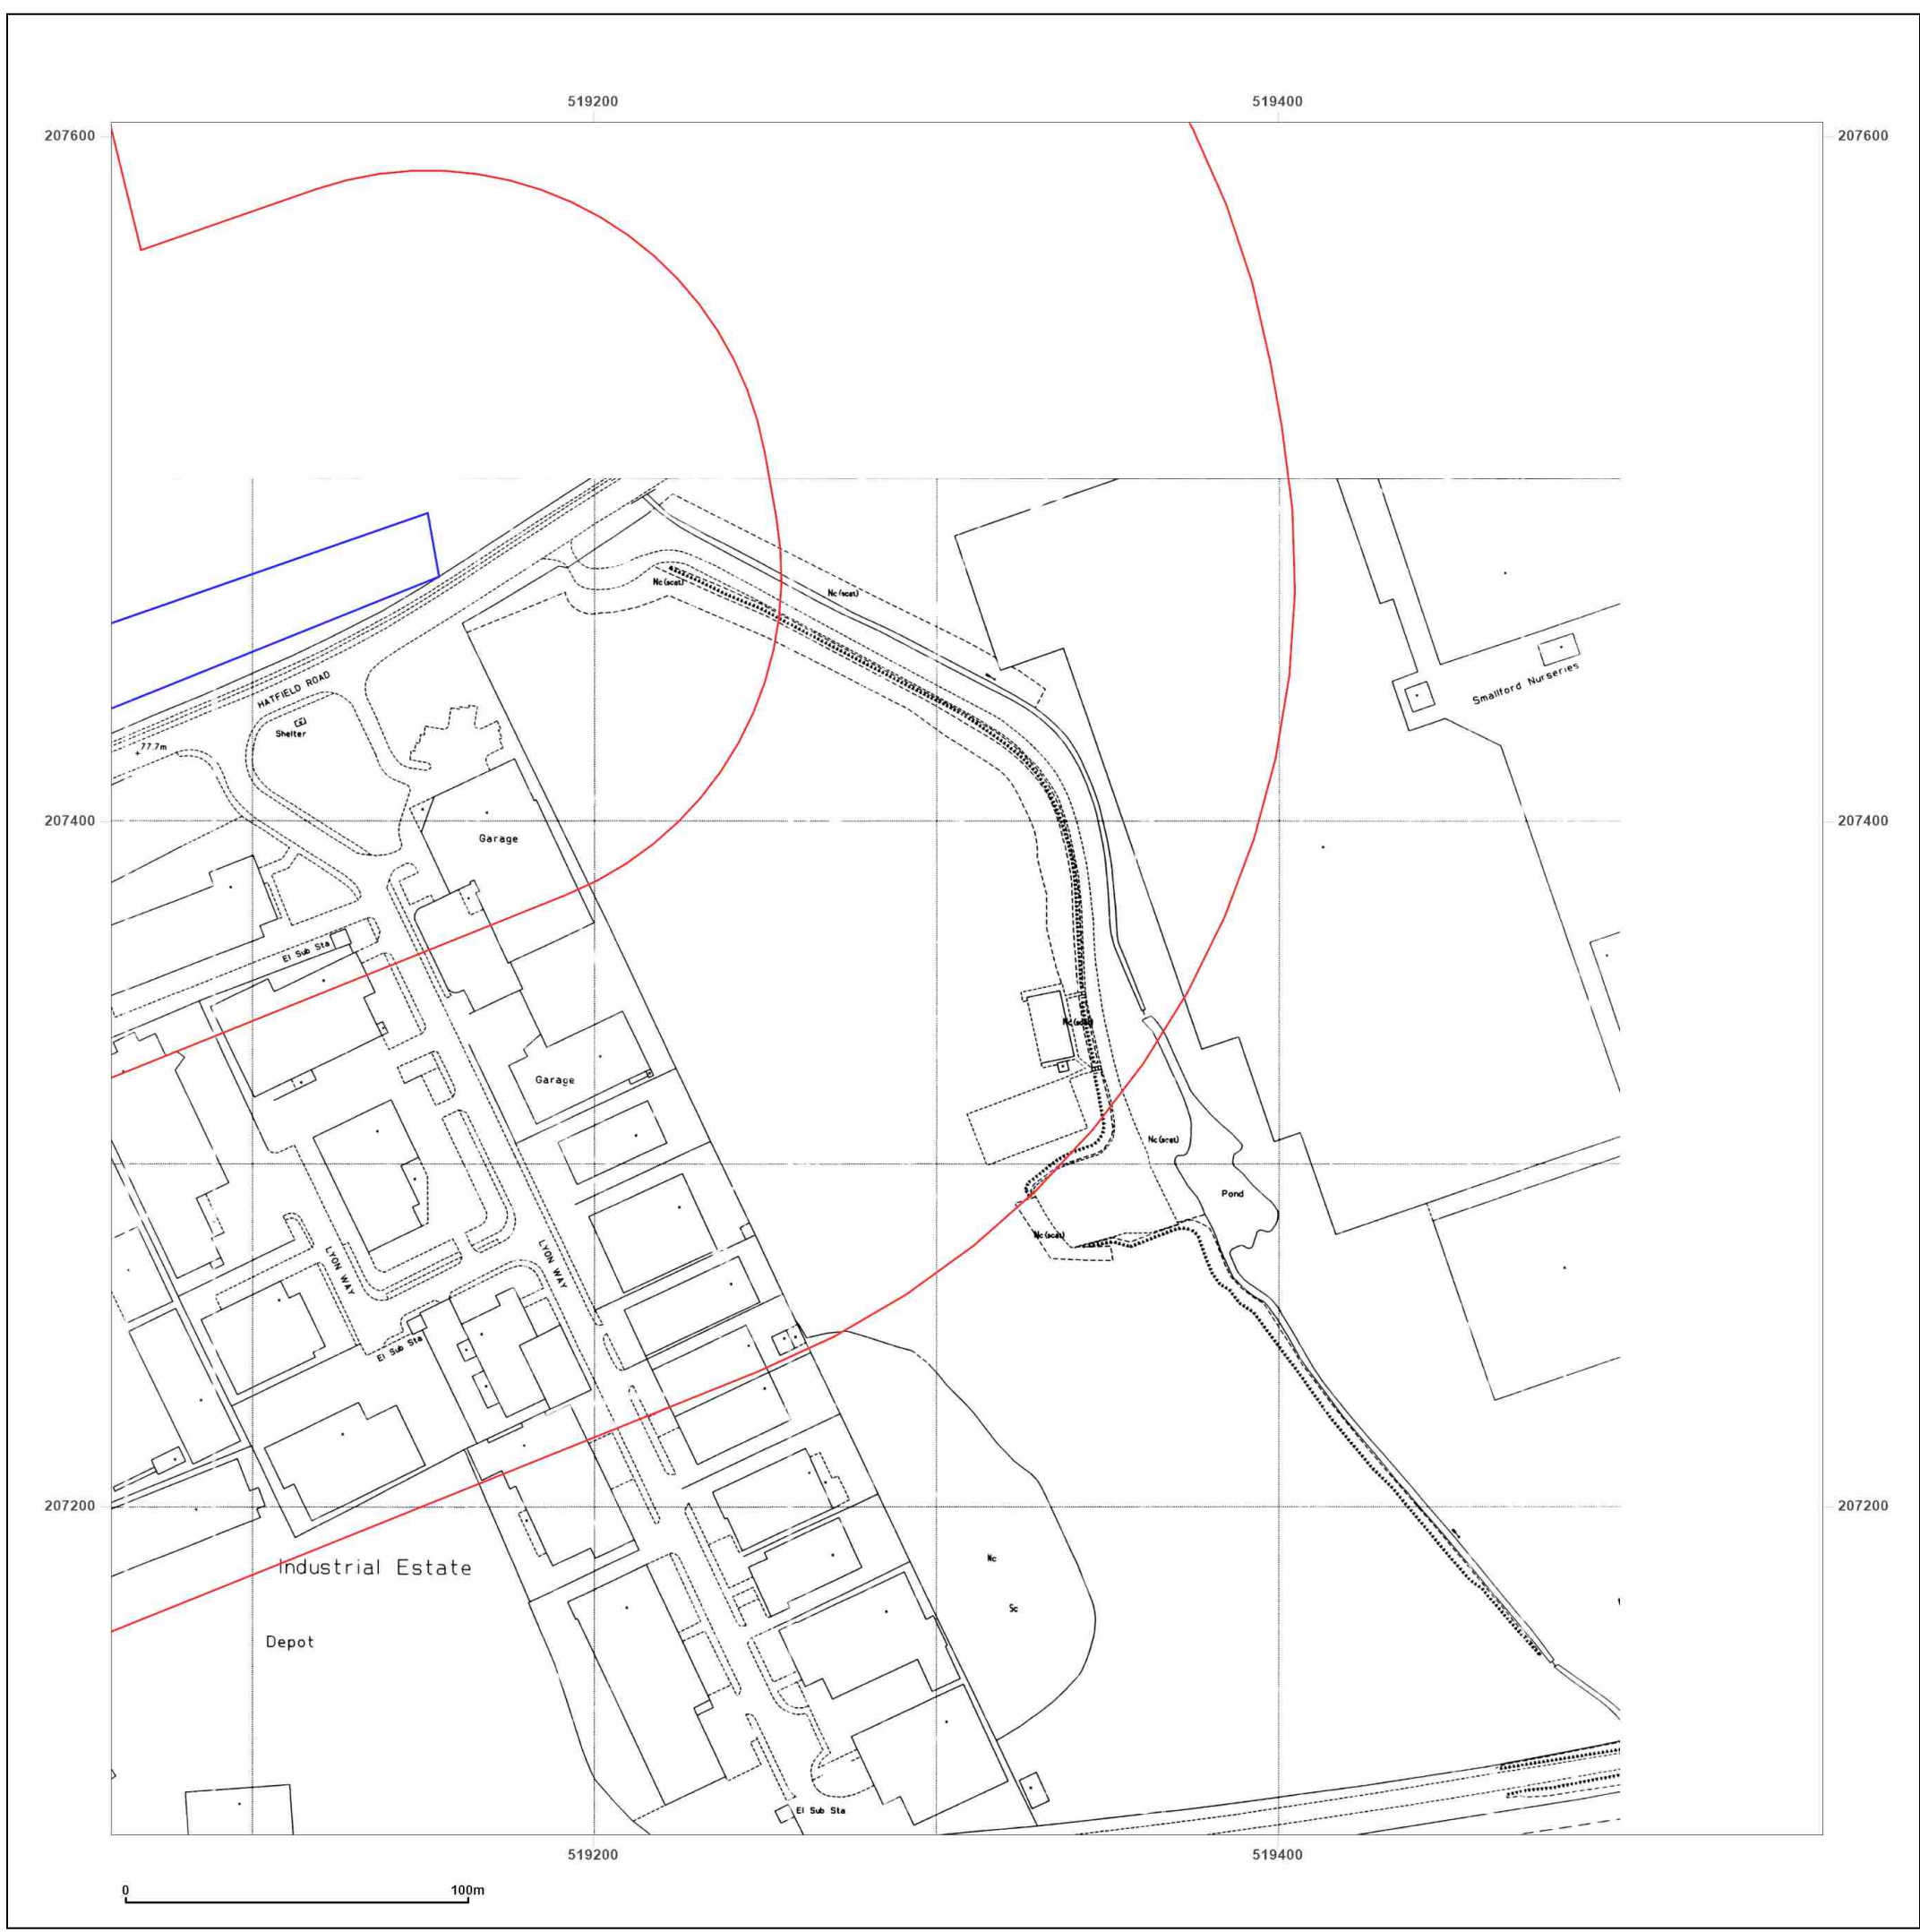 519200
519400
207600
207600
Nc (scat)
Nc (scat)
Smallford Nurseries
HATFIELD ROAD
Shelter
77.7m
207400
207400
Garage
El Sub Sta
Nc (scat)
Garage
Nc (scat)
Pond
Nc (scat)
LYON WAY
LYON WAY
El Sub Sta
207200
207200
Nc
Industrial Estate
Sc
Depot
El Sub Sta
519200
519400
0
100m